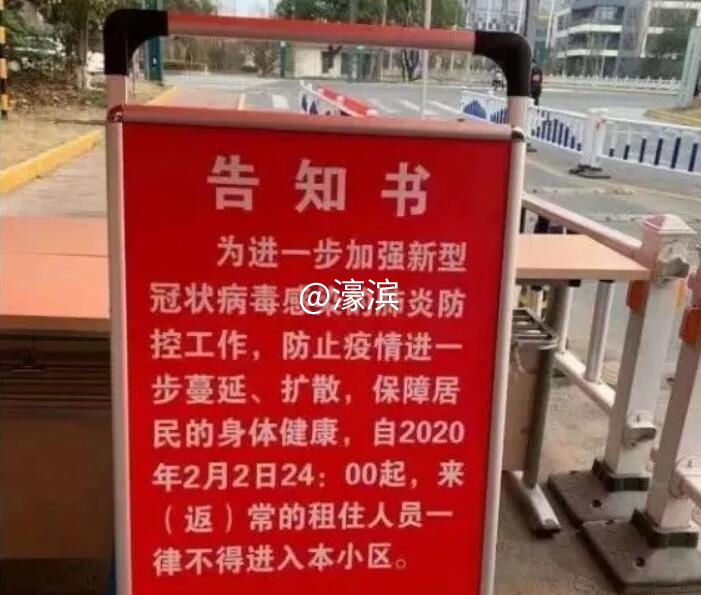 告知书
为进一步加强新型
冠状病毒感 肺炎防
控工作，防止疫情进一
步蔓延、扩散，保障居
民的身体健康，自2020
年2月2日24：00起，来
（返）常的租住人员一
律不得进入本小区。
@濠滨